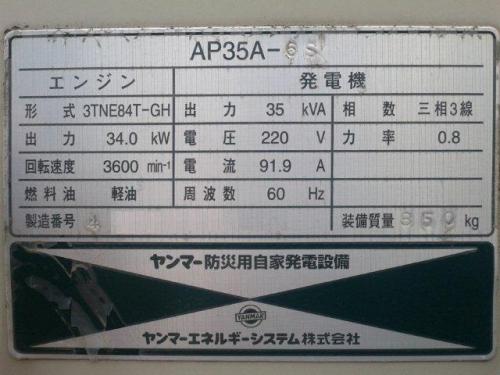 AP35A-6S
エンジン 発電機
形式 3TNE84T-GH 出力 35 kVA 相数 三相3線
出力 34.0 kW 電圧 220 V 力率 0.8
回転速度 3600 min⁻¹ 電流 91.9 A
燃料油 軽油 周波数 60 Hz
製造番号 4 装備質量 850 kg
ヤンマー防災用自家発電設備
YANMAR
ヤンマーエネルギーシステム株式会社